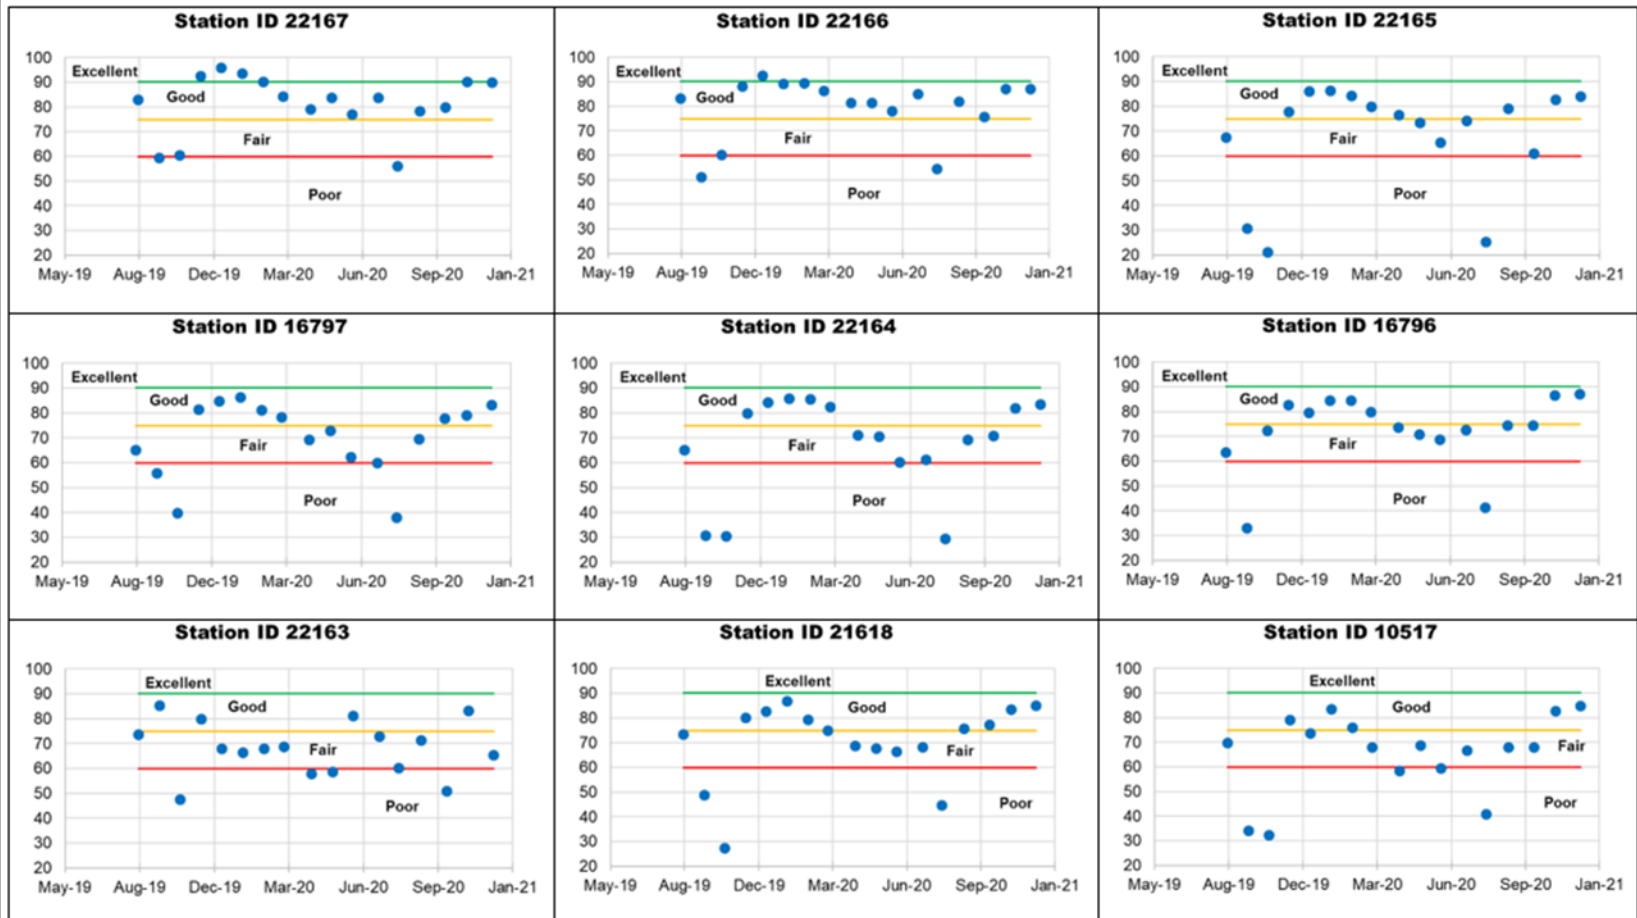 Station ID 22167
100
Excellent
90
Good
80
70
Fair
60
50
Poor
40
30
20
May-19 Aug-19 Dec-19 Mar-20 Jun-20 Sep-20 Jan-21
Station ID 22166
100
Excellent
90
Good
80
70
Fair
60
50
Poor
40
30
20
May-19 Aug-19 Dec-19 Mar-20 Jun-20 Sep-20 Jan-21
Station ID 22165
100
Excellent
90
Good
80
70
Fair
60
50
Poor
40
30
20
May-19 Aug-19 Dec-19 Mar-20 Jun-20 Sep-20 Jan-21
Station ID 16797
100
Excellent
90
Good
80
70
Fair
60
50
Poor
40
30
20
May-19 Aug-19 Dec-19 Mar-20 Jun-20 Sep-20 Jan-21
Station ID 22164
100
Excellent
90
Good
80
70
Fair
60
50
Poor
40
30
20
May-19 Aug-19 Dec-19 Mar-20 Jun-20 Sep-20 Jan-21
Station ID 16796
100
Excellent
90
Good
80
70
Fair
60
50
Poor
40
30
20
May-19 Aug-19 Dec-19 Mar-20 Jun-20 Sep-20 Jan-21
Station ID 22163
100
Excellent
90
Good
80
70
Fair
60
50
Poor
40
30
20
May-19 Aug-19 Dec-19 Mar-20 Jun-20 Sep-20 Jan-21
Station ID 21618
100
Excellent
90
Good
80
70
Fair
60
50
Poor
40
30
20
May-19 Aug-19 Dec-19 Mar-20 Jun-20 Sep-20 Jan-21
Station ID 10517
100
Excellent
90
Good
80
70
Fair
60
50
Poor
40
30
20
May-19 Aug-19 Dec-19 Mar-20 Jun-20 Sep-20 Jan-21